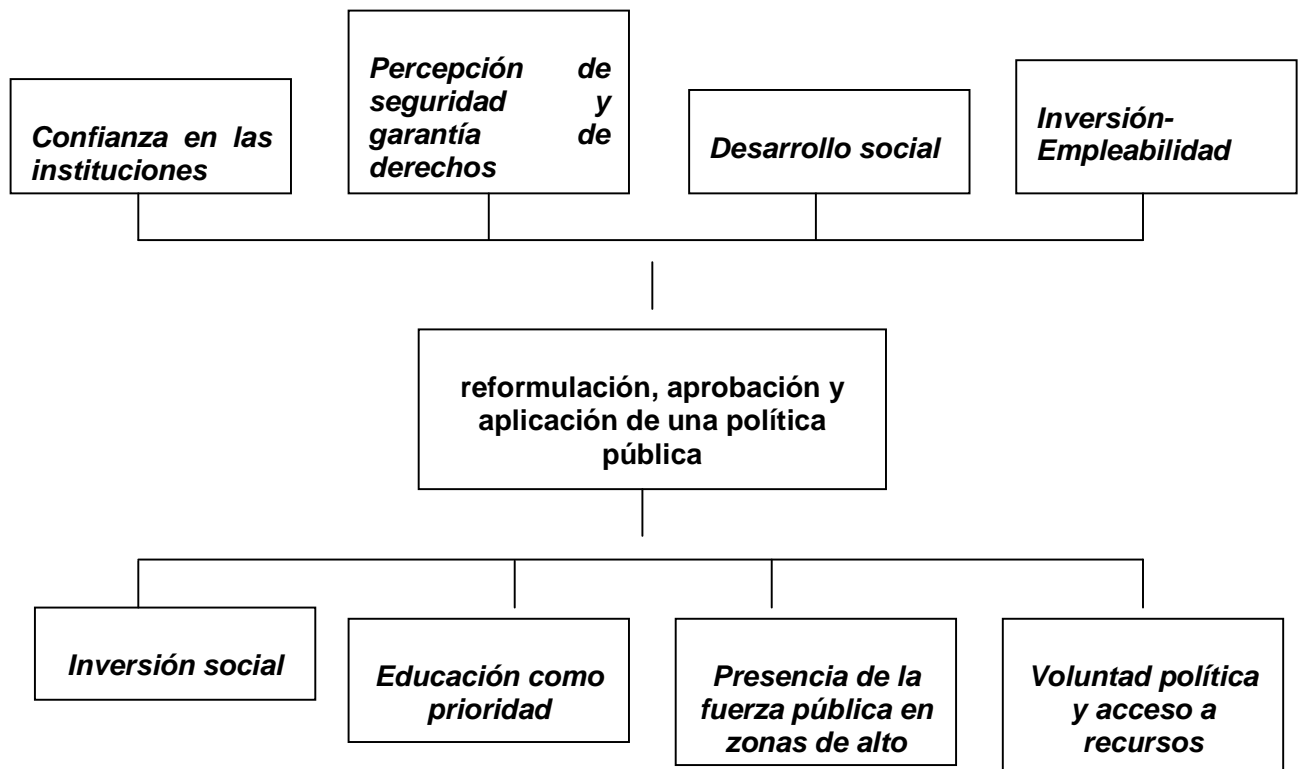 Confianza en las
instituciones
Percepción de
seguridad y
garantía de
derechos
Desarrollo social
Inversión-
Empleabilidad
reformulación, aprobación y
aplicación de una política
pública
Inversión social
Educación como
prioridad
Presencia de la
fuerza pública en
zonas de alto
Voluntad política
y acceso a
recursos